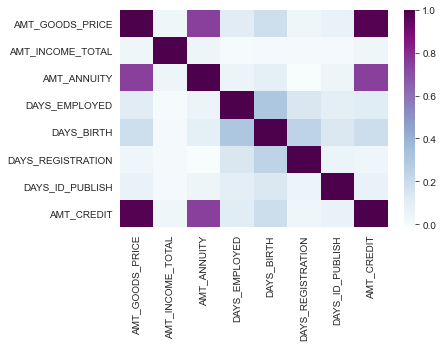 AMT_GOODS_PRICE
AMT_INCOME_TOTAL
AMT_ANNUITY
DAYS_EMPLOYED
DAYS_BIRTH
DAYS_REGISTRATION
DAYS_ID_PUBLISH
AMT_CREDIT
AMT_GOODS_PRICE
AMT_INCOME_TOTAL
AMT_ANNUITY
DAYS_EMPLOYED
DAYS_BIRTH
DAYS_REGISTRATION
DAYS_ID_PUBLISH
AMT_CREDIT
1.0
0.8
0.6
0.4
0.2
0.0